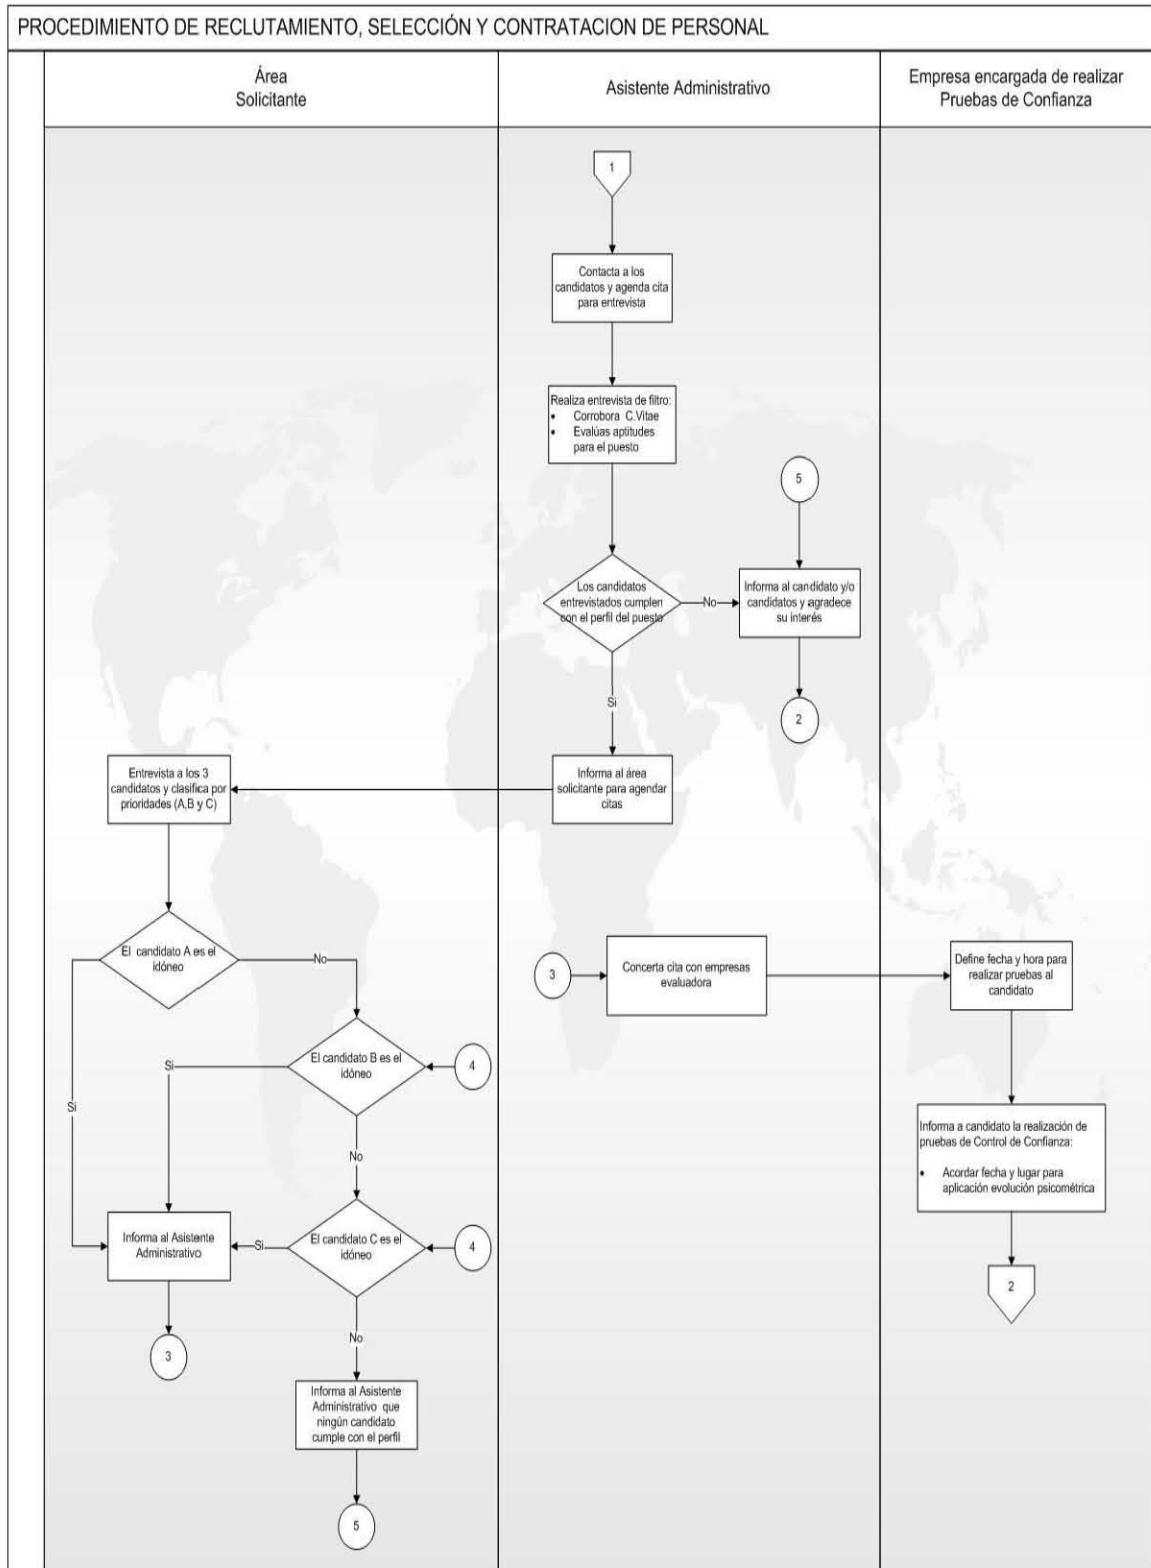 PROCEDIMIENTO DE RECLUTAMIENTO, SELECCIÓN Y CONTRATACION DE PERSONAL
Área
Solicitante
Asistente Administrativo
Empresa encargada de realizar
Pruebas de Confianza
1
Contacta a los
candidatos y agenda cita
para entrevista
Realiza entrevista de filtro:
• Corrobora C.Vitae
• Evalúas aptitudes
para el puesto
5
Los candidatos
entrevistados cumplen
con el perfil del puesto
No
Informa al candidato y/o
candidatos y agradece
su interés
Si
2
Entrevista a los 3
candidatos y clasifica por
prioridades (A,B y C)
Informa al área
solicitante para agendar
citas
El candidato A es el
idóneo
No
3
Concerta cita con empresas
evaluadora
Define fecha y hora para
realizar pruebas al
candidato
El candidato B es el
idóneo
4
Si
Si
No
Informa a candidato la realización de
pruebas de Control de Confianza:
• Acordar fecha y lugar para
aplicación evolución psicométrica
Informa al Asistente
Administrativo
Si
El candidato C es el
idóneo
4
2
No
3
Informa al Asistente
Administrativo que
ningún candidato
cumple con el perfil
5